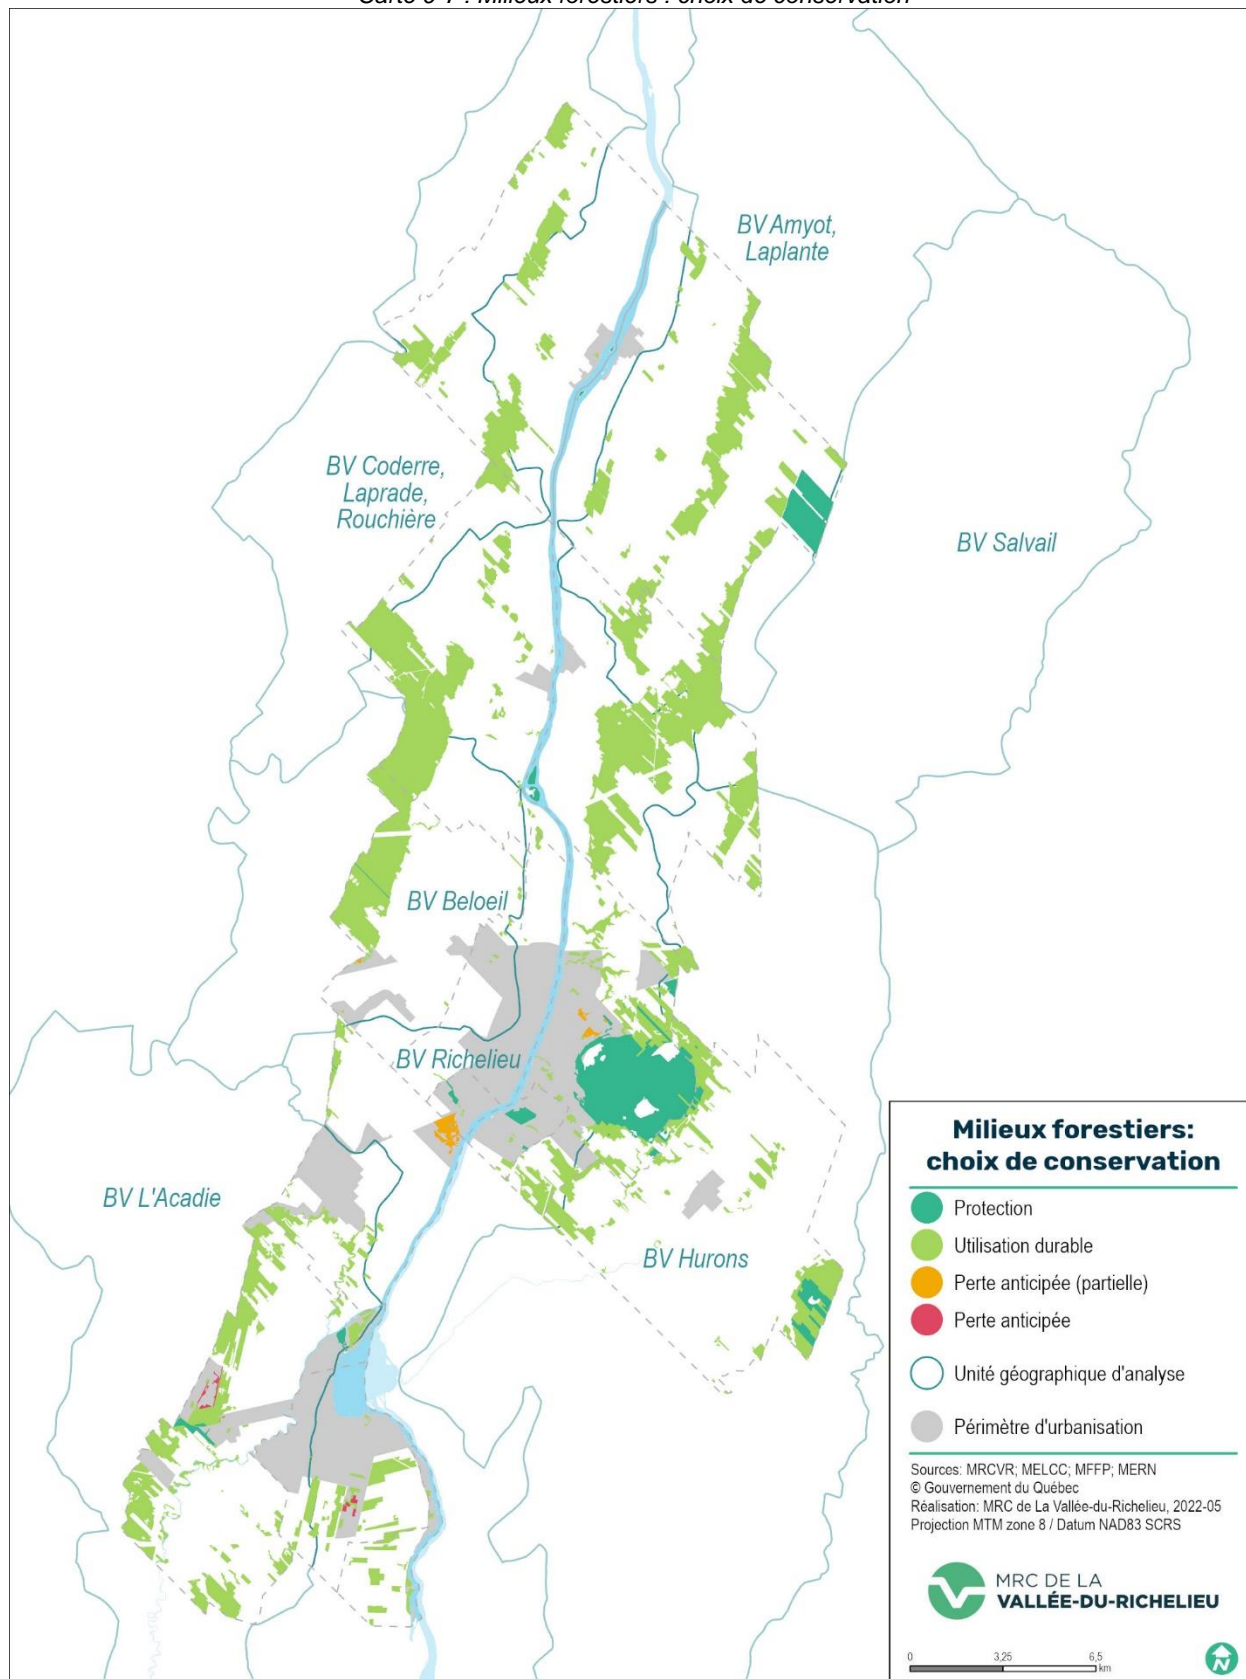 BV Amyot,
Laplante
BV Coderre,
Laprade,
Rouchière
BV Salvail
BV Beloeil
BV Richelieu
BV L'Acadie
BV Hurons
Milieux forestiers:
choix de conservation
Protection
Utilisation durable
Perte anticipée (partielle)
Perte anticipée
Unité géographique d'analyse
Périmètre d'urbanisation
Sources: MRCVR; MELCC; MFFP; MERN
© Gouvernement du Québec
Réalisation: MRC de La Vallée-du-Richelieu, 2022-05
Projection MTM zone 8 / Datum NAD83 SCRS
MRC DE LA
VALLÉE-DU-RICHELIEU
0 3,25 6,5
km
N